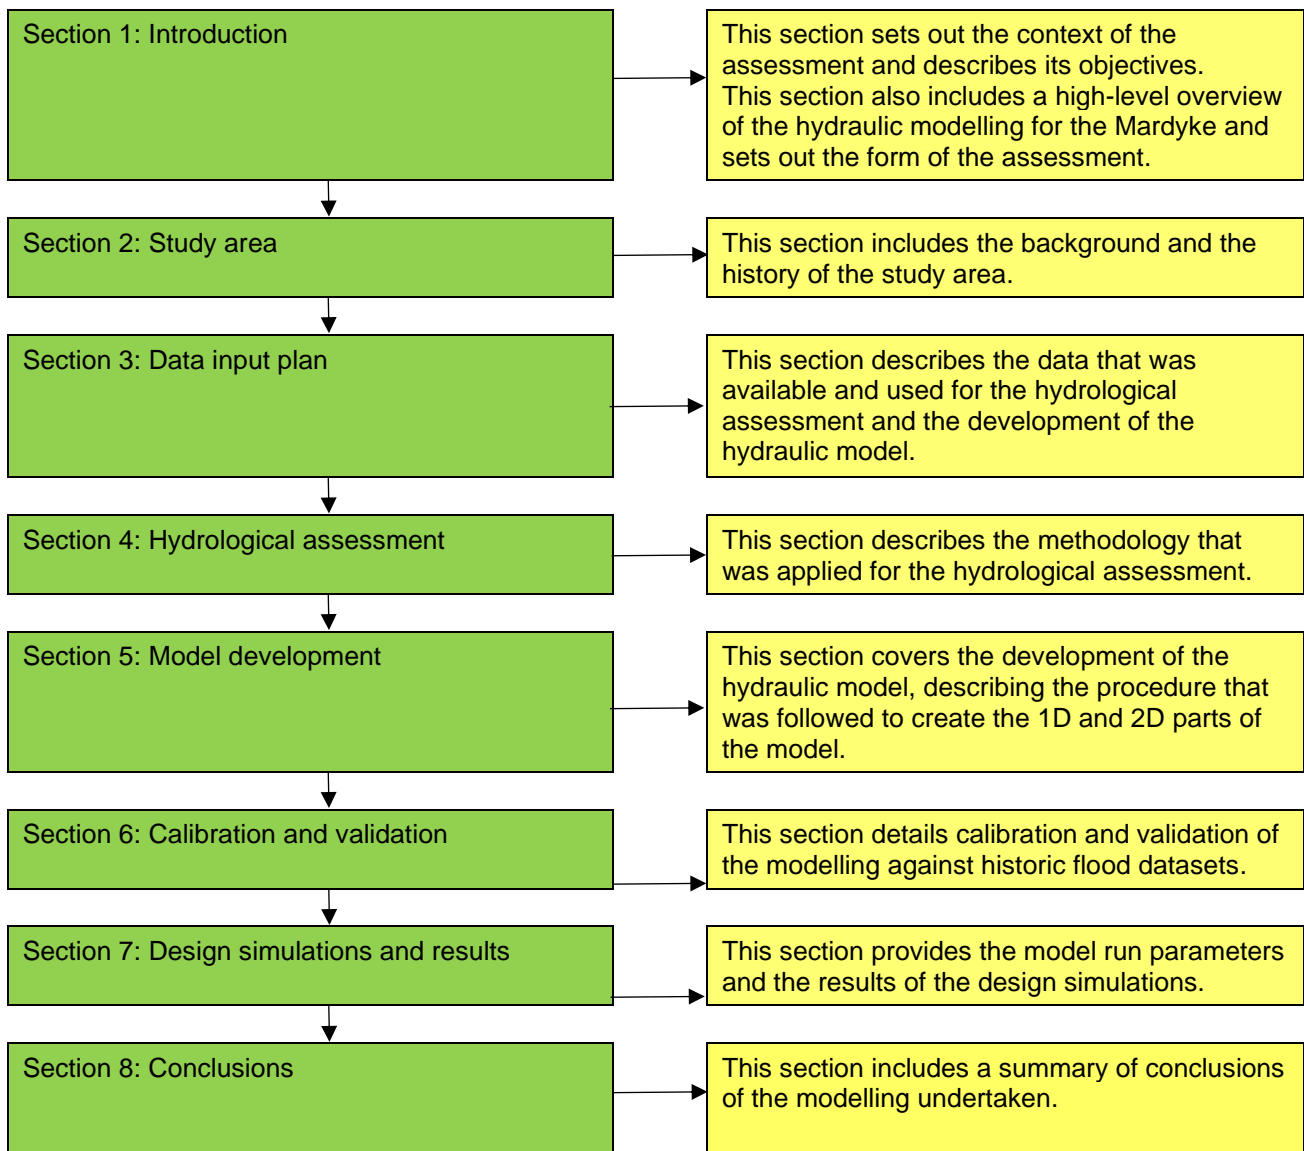 Section 1: Introduction
This section sets out the context of the
assessment and describes its objectives.
This section also includes a high-level overview
of the hydraulic modelling for the Mardyke and
sets out the form of the assessment.
Section 2: Study area
This section includes the background and the
history of the study area.
Section 3: Data input plan
This section describes the data that was
available and used for the hydrological
assessment and the development of the
hydraulic model.
Section 4: Hydrological assessment
This section describes the methodology that
was applied for the hydrological assessment.
Section 5: Model development
This section covers the development of the
hydraulic model, describing the procedure that
was followed to create the 1D and 2D parts of
the model.
Section 6: Calibration and validation
This section details calibration and validation of
the modelling against historic flood datasets.
Section 7: Design simulations and results
This section provides the model run parameters
and the results of the design simulations.
Section 8: Conclusions
This section includes a summary of conclusions
of the modelling undertaken.